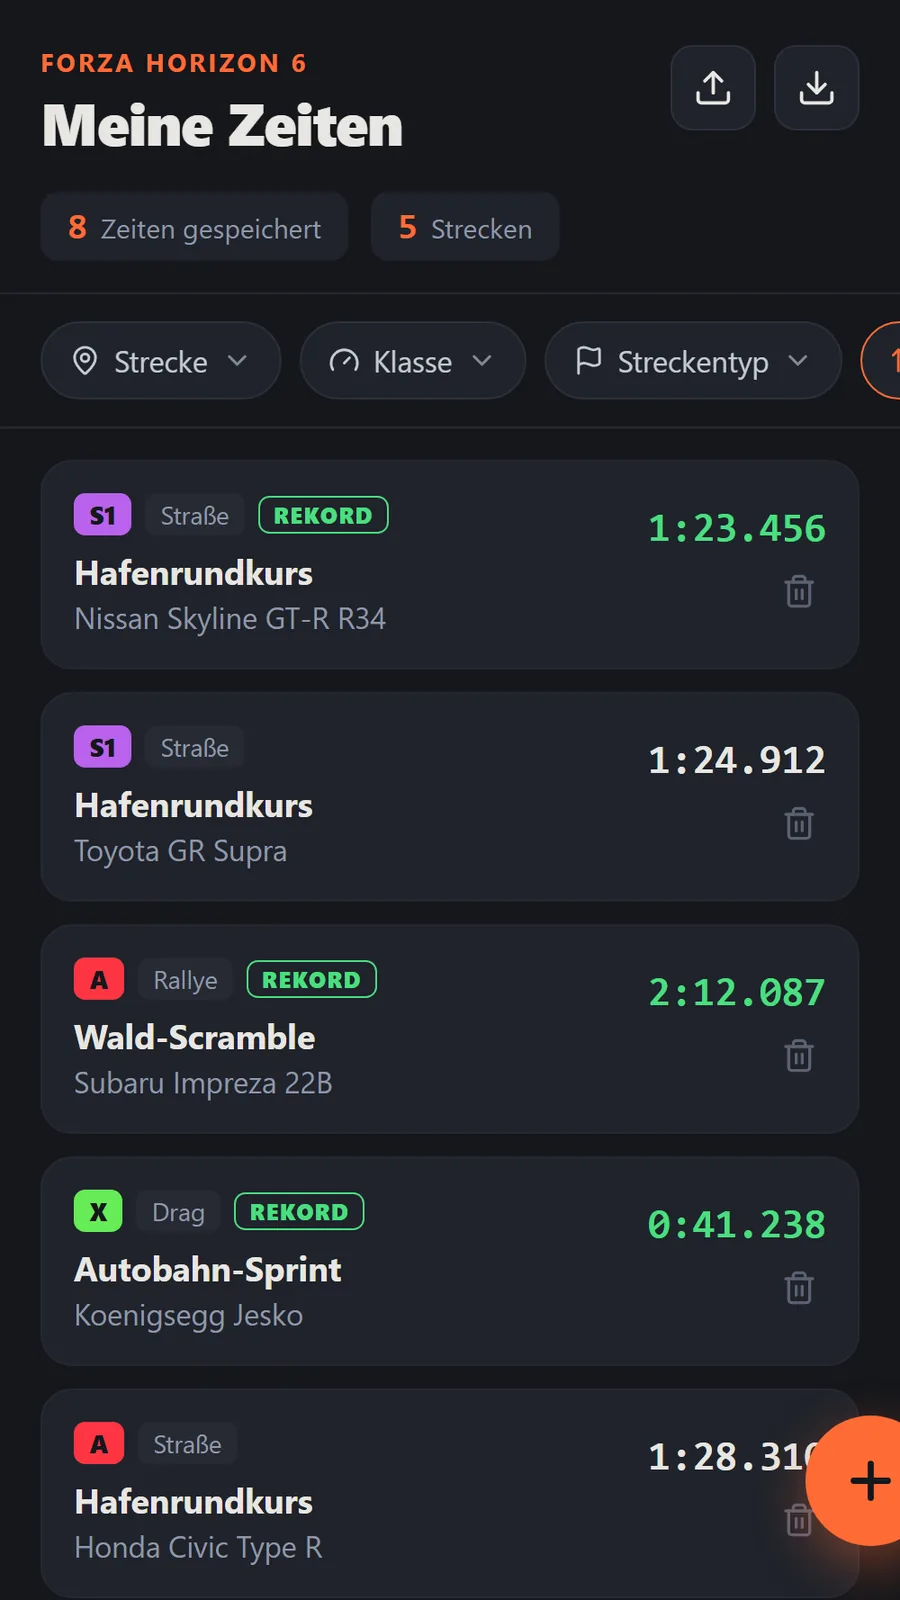 FORZA HORIZON 6
Meine Zeiten
8 Zeiten gespeichert
5 Strecken
Strecke
Klasse
Streckentyp
S1 Straße REKORD
1:23.456
Hafenrundkurs
Nissan Skyline GT-R R34
S1 Straße
1:24.912
Hafenrundkurs
Toyota GR Supra
A Rallye REKORD
2:12.087
Wald-Scramble
Subaru Impreza 22B
X Drag REKORD
0:41.238
Autobahn-Sprint
Koenigsegg Jesko
A Straße
1:28.310
Hafenrundkurs
Honda Civic Type R